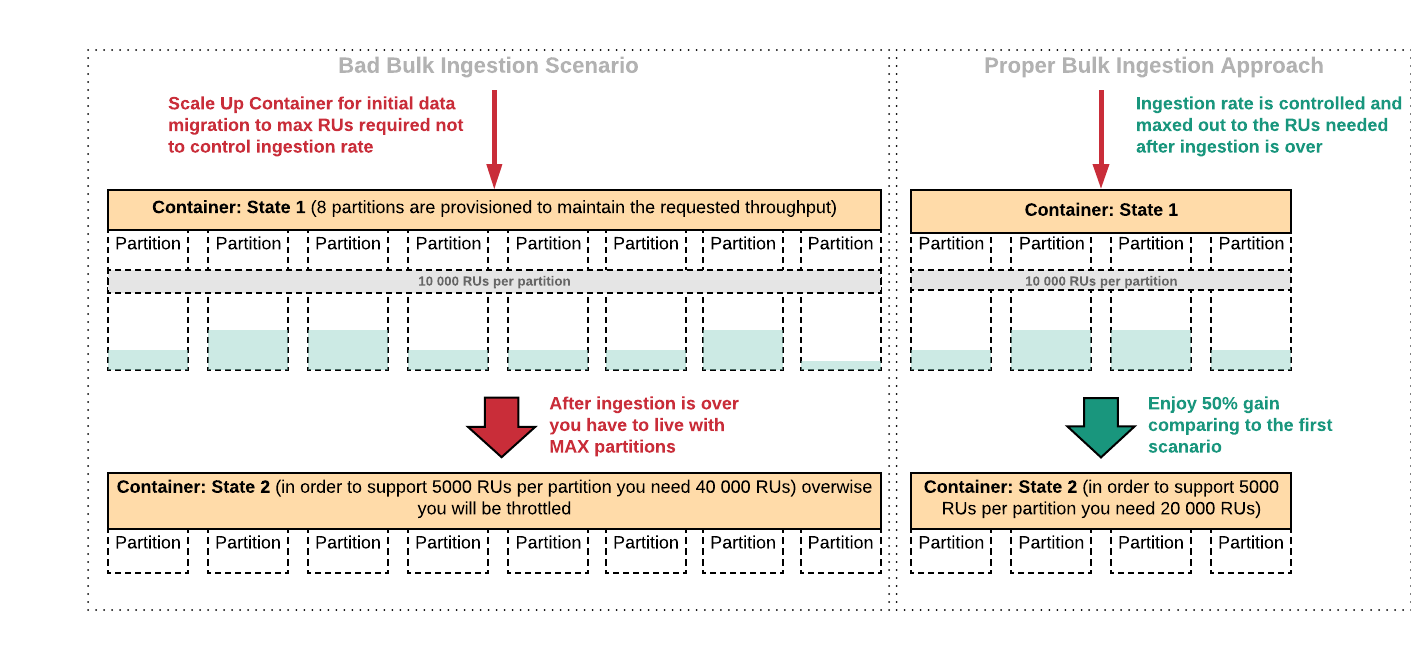 Bad Bulk Ingestion Scenario
Scale Up Container for initial data
migration to max RUs required not
to control ingestion rate
Container: State 1 (8 partitions are provisioned to maintain the requested throughput)
Partition Partition Partition Partition Partition Partition Partition Partition
10 000 RUs per partition
After ingestion is over
you have to live with
MAX partitions
Container: State 2 (in order to support 5000 RUs per partition you need 40 000 RUs) overwise
you will be throttled
Partition Partition Partition Partition Partition Partition Partition Partition
Proper Bulk Ingestion Approach
Ingestion rate is controlled and
maxed out to the RUs needed
after ingestion is over
Container: State 1
Partition Partition Partition Partition
10 000 RUs per partition
Enjoy 50% gain
comparing to the first
scanario
Container: State 2 (in order to support 5000
RUs per partition you need 20 000 RUs)
Partition Partition Partition Partition